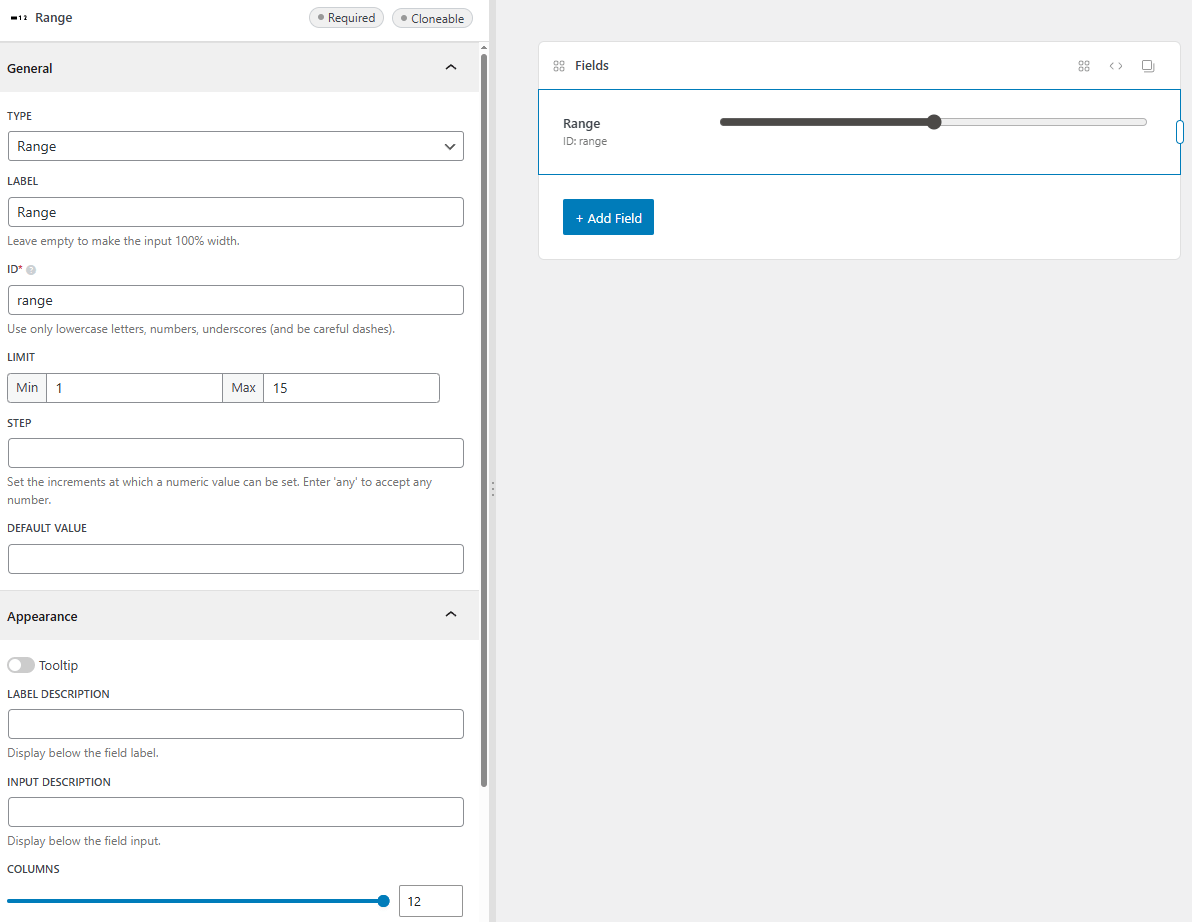 Range
Required
Cloneable
General
TYPE
Range
LABEL
Range
Leave empty to make the input 100% width.
ID*
range
Use only lowercase letters, numbers, underscores (and be careful dashes).
LIMIT
Min 1 Max 15
STEP
Set the increments at which a numeric value can be set. Enter 'any' to accept any
number.
DEFAULT VALUE
Appearance
Tooltip
LABEL DESCRIPTION
Display below the field label.
INPUT DESCRIPTION
Display below the field input.
COLUMNS
12
Fields
Range
ID: range
+ Add Field